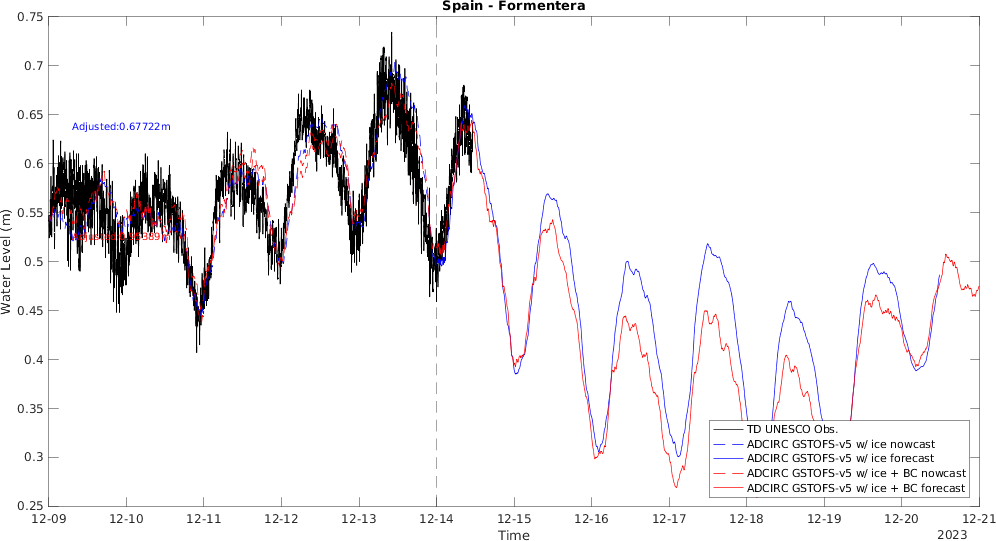 Spain - Formentera
Water Level (m)
0.75
0.7
0.65
0.6
0.55
0.5
0.45
0.4
0.35
0.3
0.25
Adjusted:0.67722m
TD UNESCO Obs.
ADCIRC GSTOFS-v5 w/ ice nowcast
ADCIRC GSTOFS-v5 w/ ice forecast
ADCIRC GSTOFS-v5 w/ ice + BC nowcast
ADCIRC GSTOFS-v5 w/ ice + BC forecast
12-09 12-10 12-11 12-12 12-13 12-14 12-15 12-16 12-17 12-18 12-19 12-20 12-21
Time
2023